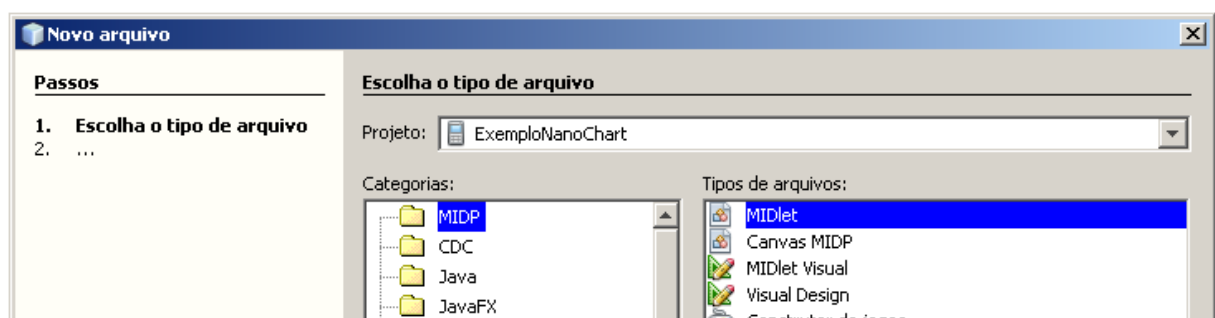 Novo arquivo
Passos
1. Escolha o tipo de arquivo
2. ...
Escolha o tipo de arquivo
Projeto: ExemploNanoChart
Categorias:
MIDP
CDC
Java
JavaFX
Tipos de arquivos:
MIDlet
Canvas MIDP
MIDlet Visual
Visual Design